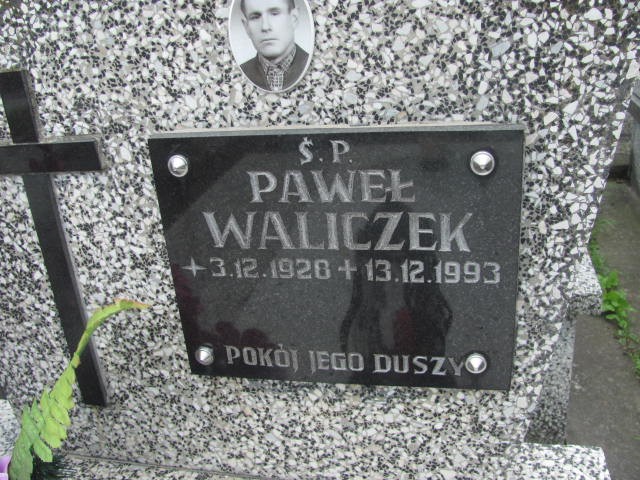 Ś.P.
PAWEŁ
WALICZEK
+ 3.12.1928 + 13.12.1993
POKÓJ JEGO DUSZY